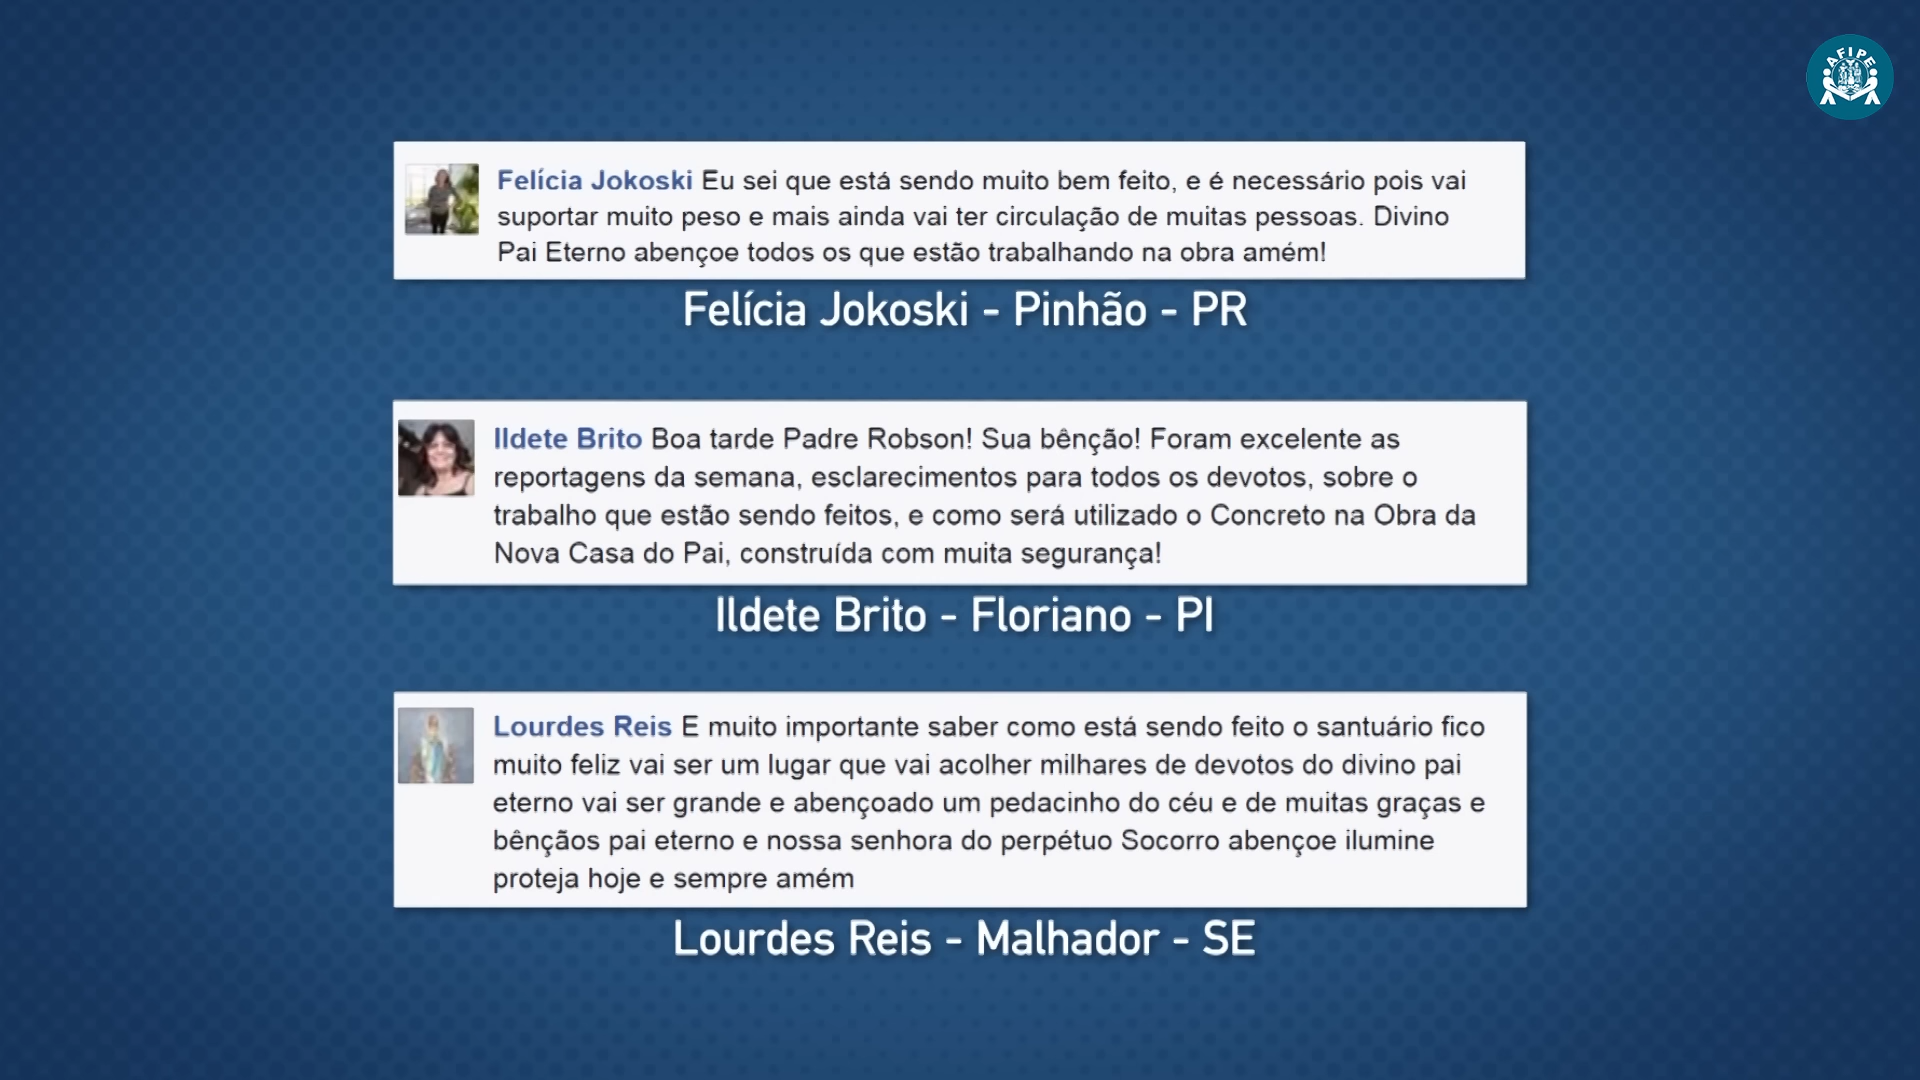 AFIPE
Felícia Jokoski Eu sei que está sendo muito bem feito, e é necessário pois vai
suportar muito peso e mais ainda vai ter circulação de muitas pessoas. Divino
Pai Eterno abençoe todos os que estão trabalhando na obra amém!
Felícia Jokoski - Pinhão - PR
Ildete Brito Boa tarde Padre Robson! Sua bênção! Foram excelente as
reportagens da semana, esclarecimentos para todos os devotos, sobre o
trabalho que estão sendo feitos, e como será utilizado o Concreto na Obra da
Nova Casa do Pai, construída com muita segurança!
Ildete Brito - Floriano - PI
Lourdes Reis E muito importante saber como está sendo feito o santuário fico
muito feliz vai ser um lugar que vai acolher milhares de devotos do divino pai
eterno vai ser grande e abençoado um pedacinho do céu e de muitas graças e
bênçãos pai eterno e nossa senhora do perpétuo Socorro abençoe ilumine
proteja hoje e sempre amém
Lourdes Reis - Malhador - SE